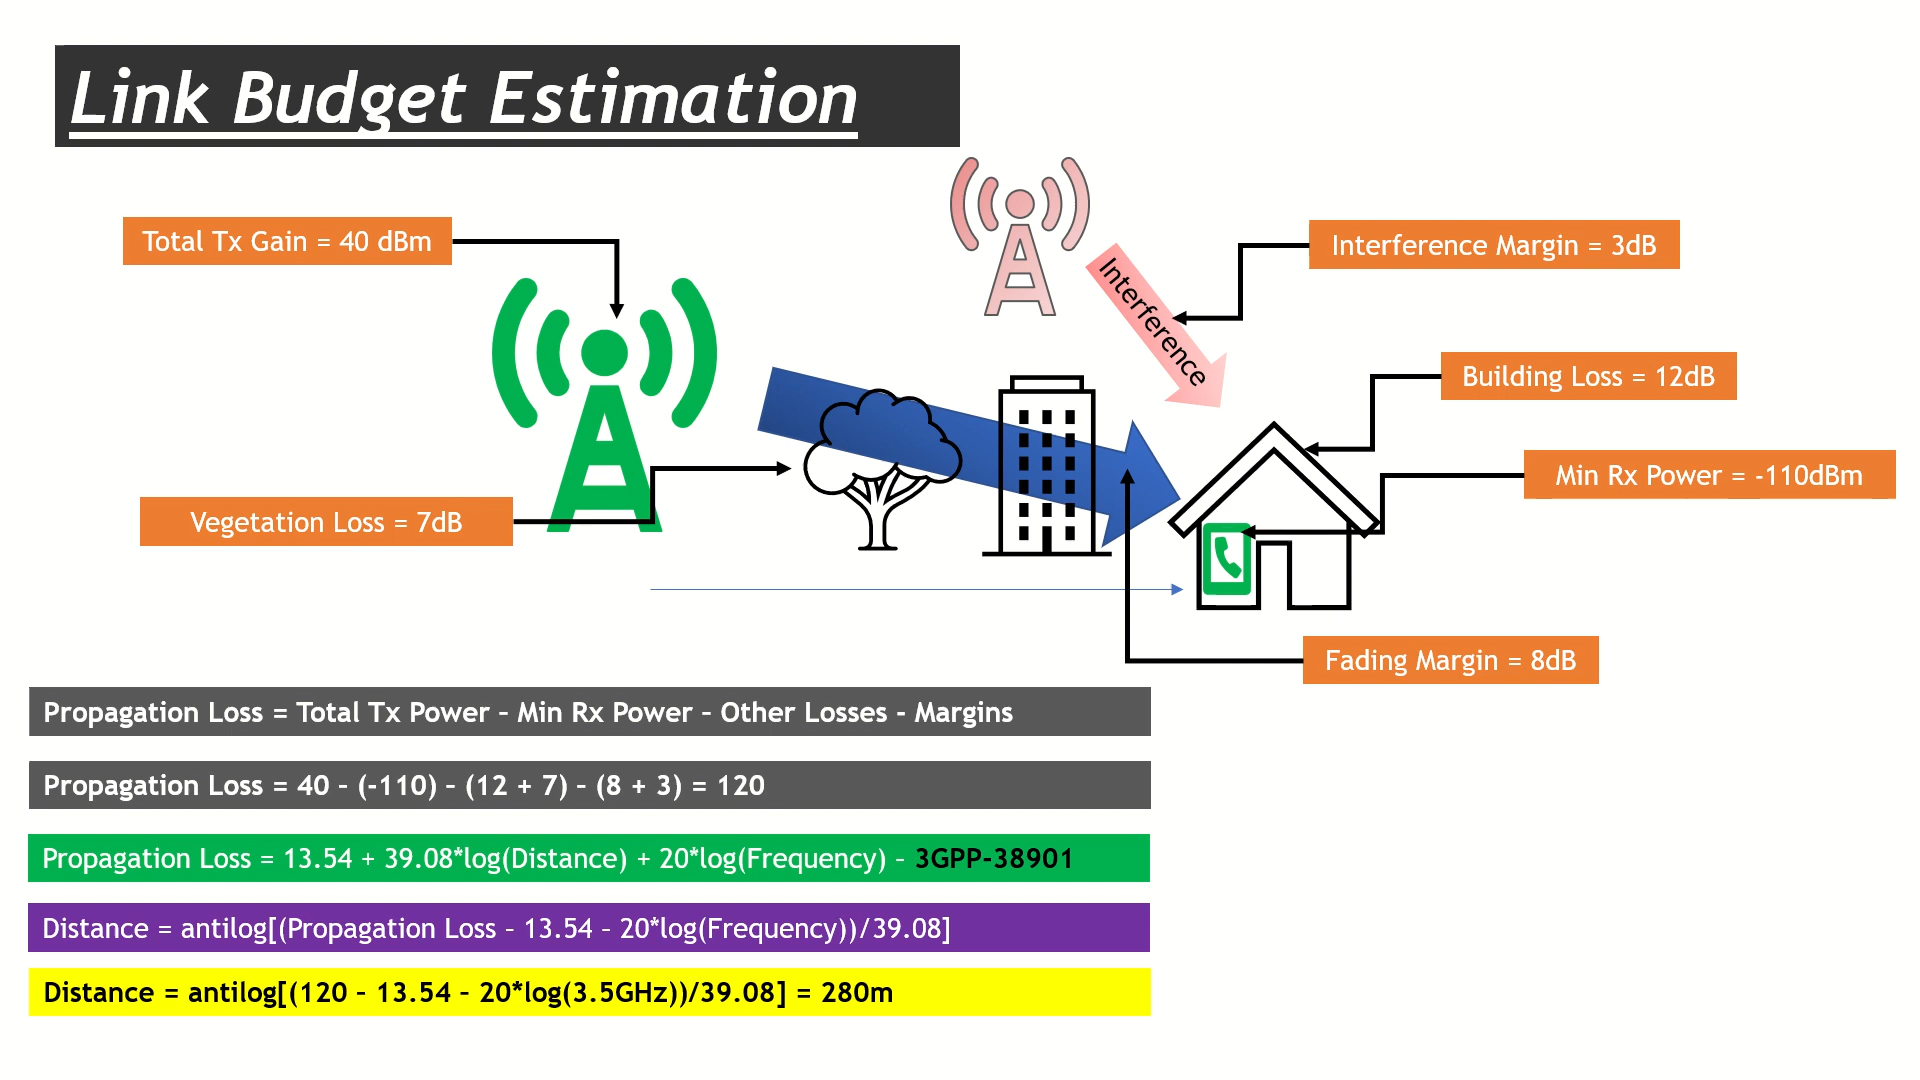 Link Budget Estimation
Total Tx Gain = 40 dBm
Interference Margin = 3dB
Interference
Building Loss = 12dB
Min Rx Power = -110dBm
Vegetation Loss = 7dB
Fading Margin = 8dB
Propagation Loss = Total Tx Power – Min Rx Power – Other Losses - Margins
Propagation Loss = 40 – (-110) – (12 + 7) – (8 + 3) = 120
Propagation Loss = 13.54 + 39.08*log(Distance) + 20*log(Frequency) – 3GPP-38901
Distance = antilog[(Propagation Loss – 13.54 – 20*log(Frequency))/39.08]
Distance = antilog[(120 – 13.54 – 20*log(3.5GHz))/39.08] = 280m